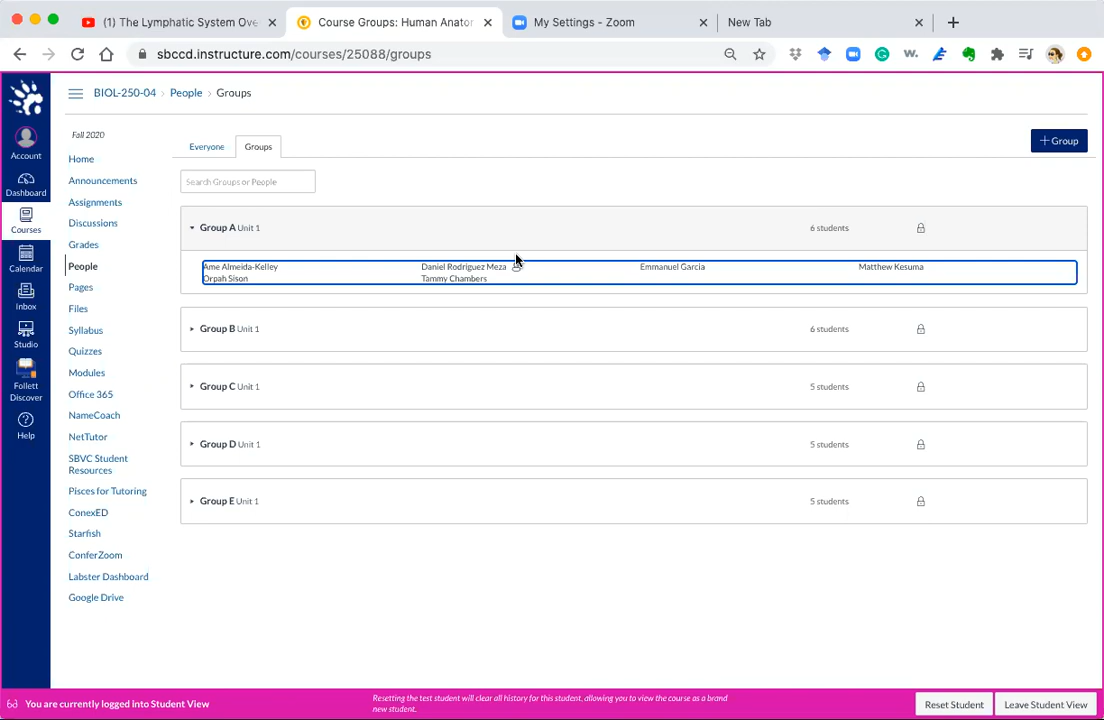 (1) The Lymphatic System Ove
Course Groups: Human Anator
My Settings - Zoom
New Tab
sbccd.instructure.com/courses/25088/groups
BIOL-250-04 > People > Groups
Account
Dashboard
Courses
Calendar
Inbox
Studio
Follett
Discover
Help
Fall 2020
Home
Announcements
Assignments
Discussions
Grades
People
Pages
Files
Syllabus
Quizzes
Modules
Office 365
NameCoach
NetTutor
SBVC Student
Resources
Pisces for Tutoring
ConexED
Starfish
ConferZoom
Labster Dashboard
Google Drive
Everyone
Groups
+ Group
Search Groups or People
Group A Unit 1 6 students
Ame Almeida-Kelley Daniel Rodriguez Meza Emmanuel Garcia Matthew Kesuma
Orpah Sison Tammy Chambers
Group B Unit 1 6 students
Group C Unit 1 5 students
Group D Unit 1 5 students
Group E Unit 1 5 students
You are currently logged into Student View
Resetting the test student will clear all history for this student, allowing you to view the course as a brand
new student.
Reset Student
Leave Student View